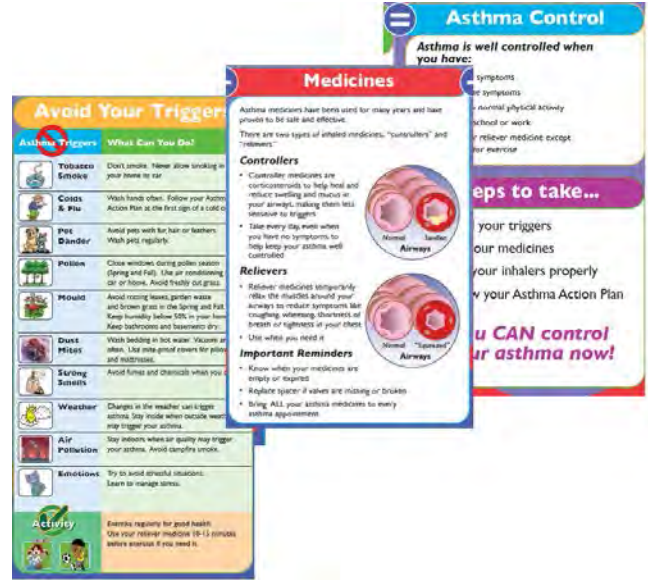 Asthma Control
Asthma is well controlled when
you have:
symptoms
symptoms
normal physical activity
school or work
reliever medicine except
for exercise
eps to take...
your triggers
our medicines
your inhalers properly
w your Asthma Action Plan
u CAN control
ur asthma now!
Medicines
Asthma medicines have been used for many years and have
proven to be safe and effective.
There are two types of inhaled medicines, "controllers" and
"relievers"
Controllers
• Controller medicines are
corticosteroids to help heal and
reduce swelling and mucus in
your airways, making them less
sensitive to triggers
• Take every day, even when
you have no symptoms, to
help keep your asthma well
controlled
Normal Swollen
Airways
Relievers
• Reliever medicines temporarily
relax the muscles around your
airways to reduce symptoms like
coughing, wheezing, shortness of
breath or tightness in your chest
• Use when you need it
Normal "Squeezed"
Airways
Important Reminders
• Know when your medicines are
empty or expired
• Replace spacer if valves are missing or broken
• Bring ALL your asthma medicines to every
asthma appointment
Avoid Your Triggers
Asthma Triggers What Can You Do?
Tobacco
Smoke
Don't smoke. Never allow smoking in
your home or car
Colds
& Flu
Wash hands often. Follow your Asthma
Action Plan at the first sign of a cold o
Pet
Dander
Avoid pets with fur, hair or feathers.
Wash pets regularly.
Pollen
Close windows during pollen season
(Spring and Fall). Use air conditioning
car or home. Avoid freshly cut grass.
Mould
Avoid rotting leaves, garden waste
and brown grass in the Spring and Fall
Keep humidity below 50% in your hom
Keep bathrooms and basements dry.
Dust
Mites
Wash bedding in hot water. Vacuum
often. Use mite-proof covers for pillow
and mattresses.
Strong
Smells
Avoid fumes and chemicals when you
Weather
Changes in the weather can trigger
asthma. Stay inside when outside weat
may trigger your asthma.
Air
Pollution
Stay indoors when air quality may trigger
your asthma. Avoid campfire smoke.
Emotions
Try to avoid stressful situations.
Learn to manage stress.
Activity
Exercise regularly for good health
Use your reliever medicine 10-15 minutes
before exercise if you need it.